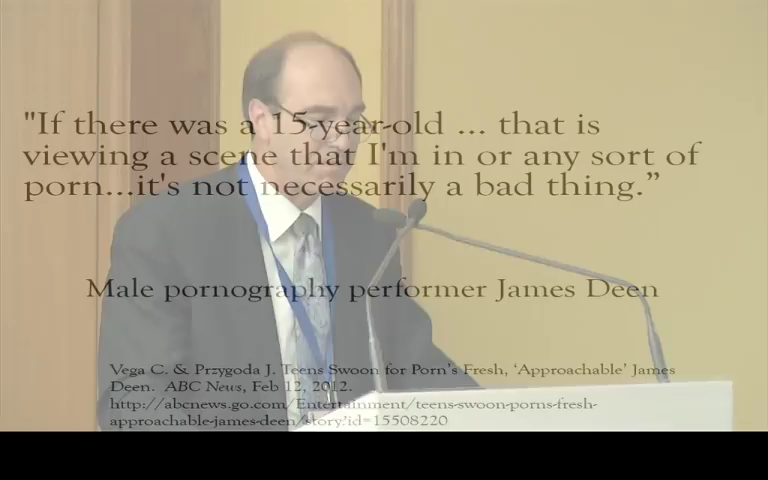 "If there was a 15-year-old ... that is
viewing a scene that I'm in or any sort of
porn...it's not necessarily a bad thing.”
Male pornography performer James Deen
Vega C. & Przygoda J. Teens Swoon for Porn's Fresh, ‘Approachable’ James
Deen. ABC News, Feb 12, 2012.
http://abcnews.go.com/Entertainment/teens-swoon-porns-fresh-
approachable-james-deen/story?id=15508220